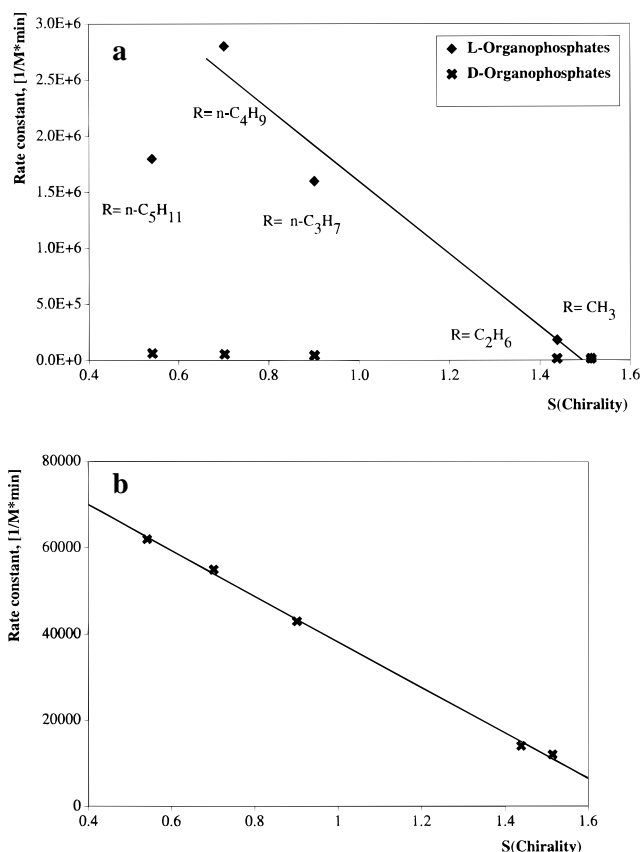 a
Rate constant, [1/M*min]
3.0E+6
2.5E+6
2.0E+6
1.5E+6
1.0E+6
5.0E+5
0.0E+0
L-Organophosphates
D-Organophosphates
R= n-C4H9
R= n-C5H11
R= n-C3H7
R= CH3
R= C2H6
0.4 0.6 0.8 1.0 1.2 1.4 1.6
S(Chirality)
b
Rate constant, [1/M*min]
80000
60000
40000
20000
0
0.4 0.6 0.8 1 1.2 1.4 1.6
S(Chirality)